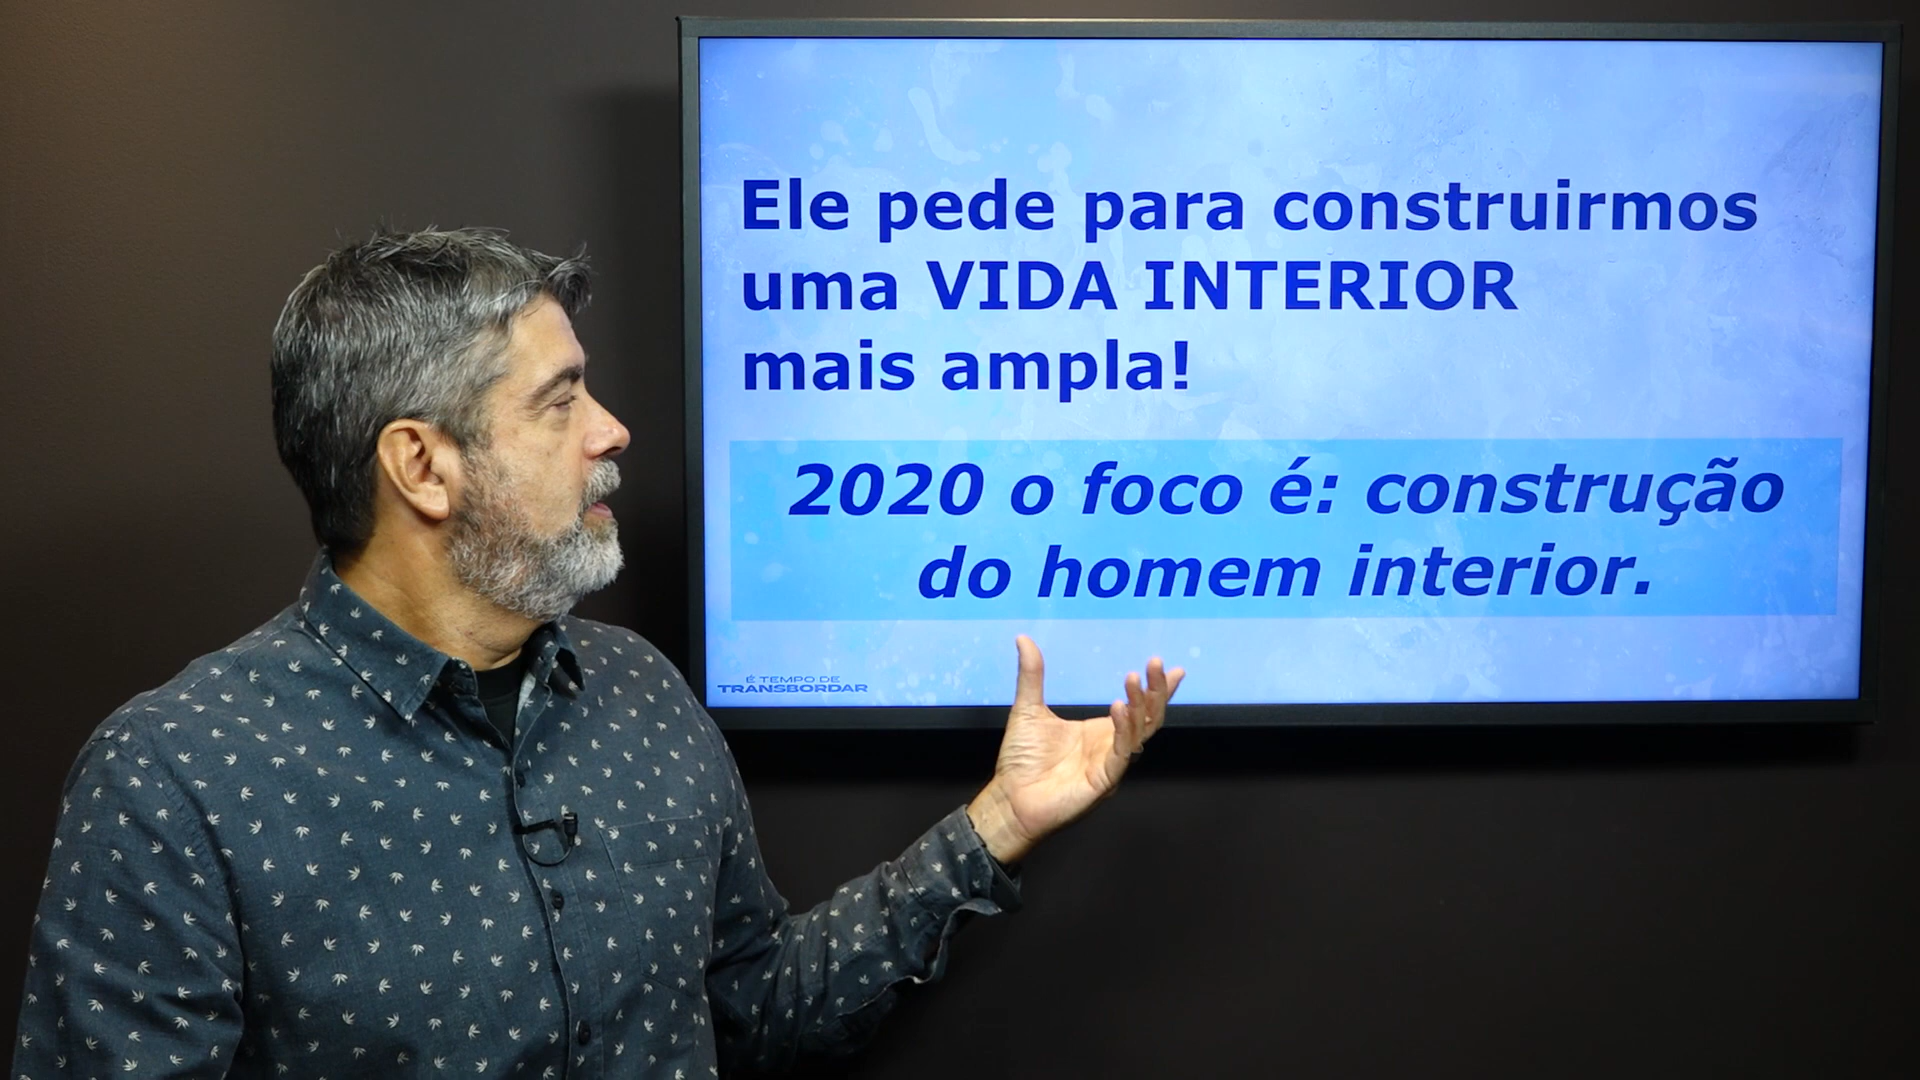 Ele pede para construirmos
uma VIDA INTERIOR
mais ampla!
2020 o foco é: construção
do homem interior.
É TEMPO DE
TRANSBORDAR